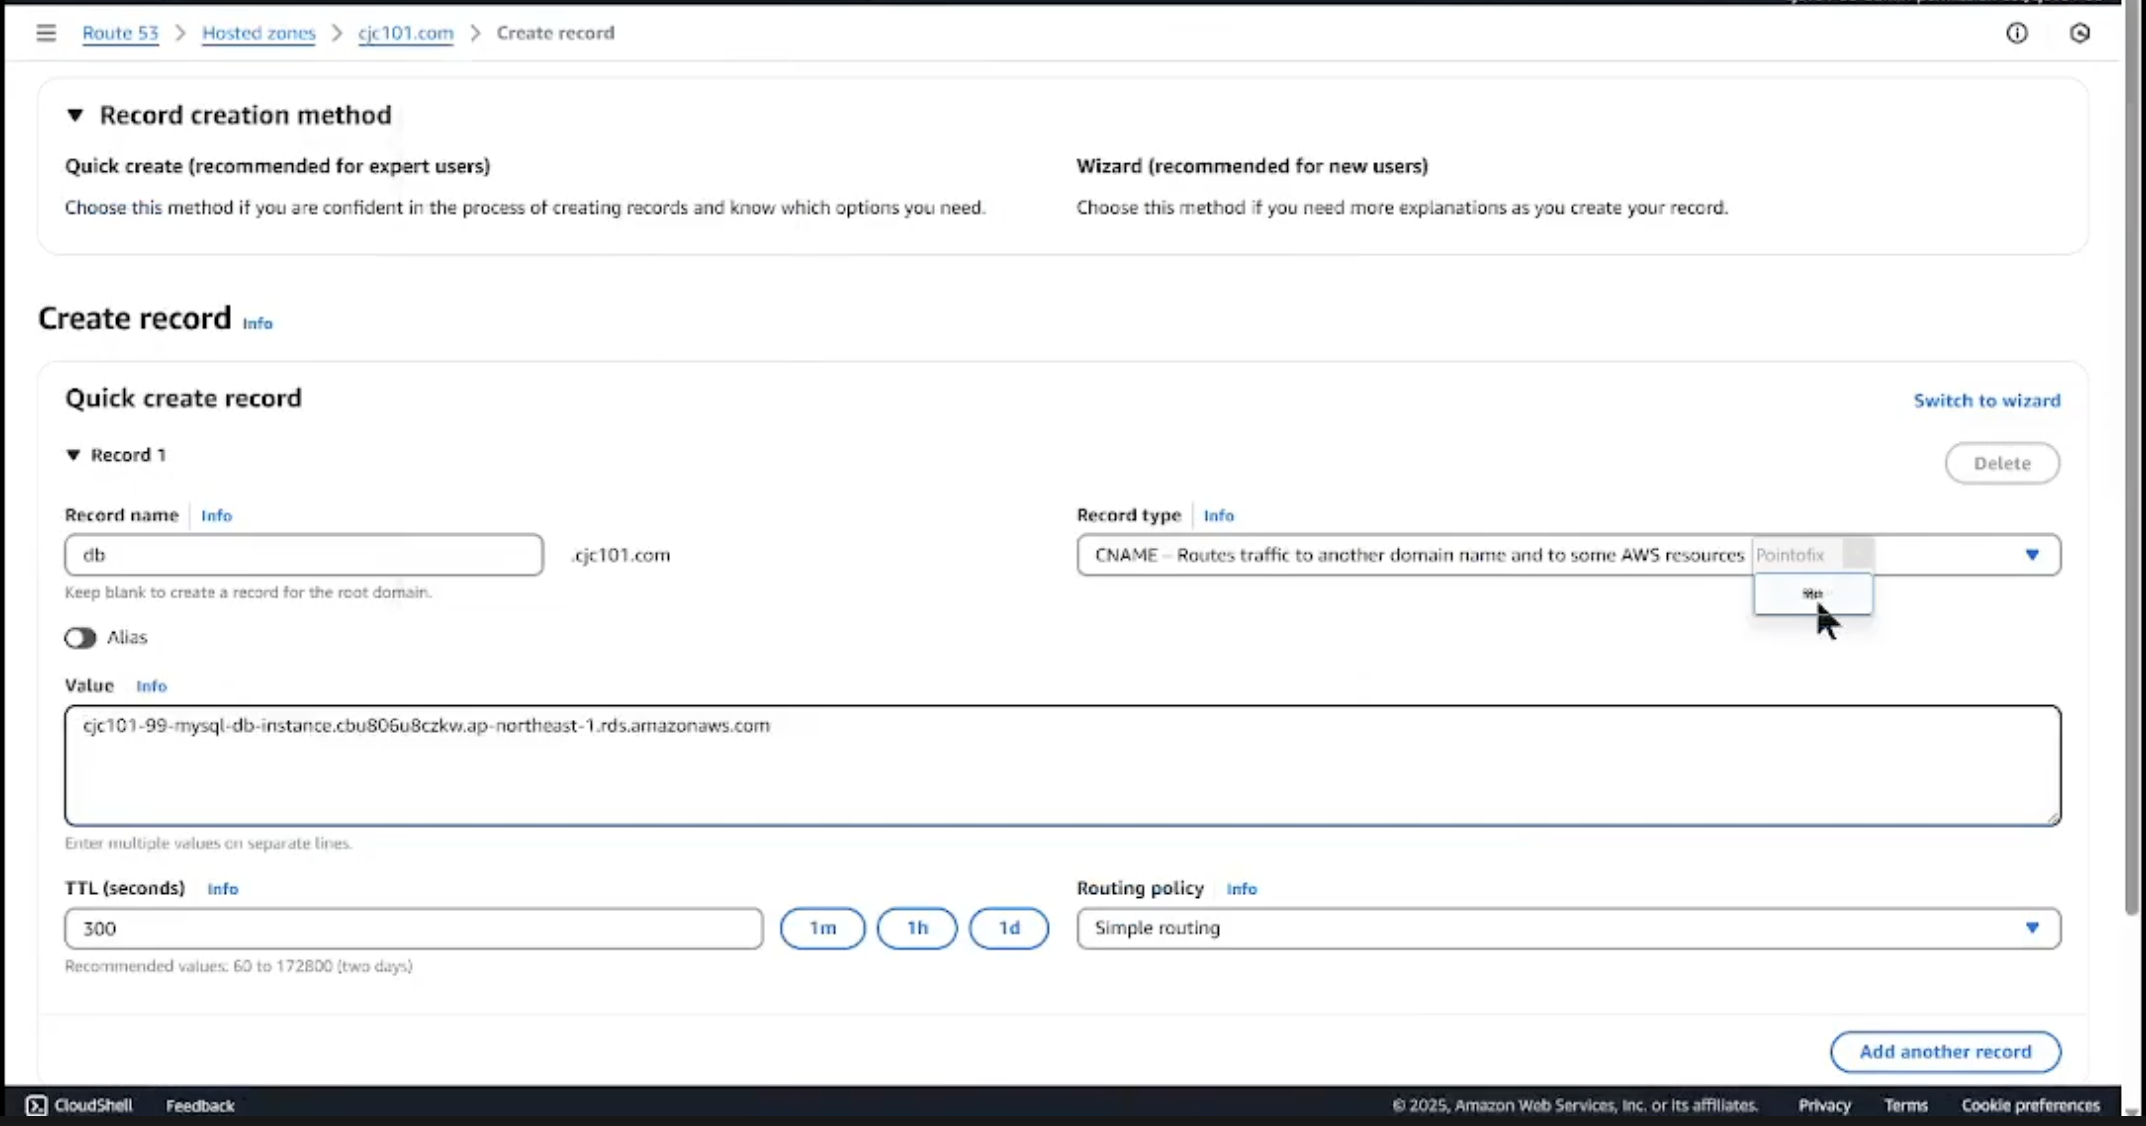 Route 53 > Hosted zones > cjc101.com > Create record
Record creation method
Quick create (recommended for expert users)
Choose this method if you are confident in the process of creating records and know which options you need.
Wizard (recommended for new users)
Choose this method if you need more explanations as you create your record.
Create record Info
Quick create record
Switch to wizard
Record 1
Delete
Record name Info
db .cjc101.com
Keep blank to create a record for the root domain.
Record type Info
CNAME – Routes traffic to another domain name and to some AWS resources
Pointofix
Alias
Value Info
cjc101-99-mysql-db-instance.cbu806u8czkw.ap-northeast-1.rds.amazonaws.com
Enter multiple values on separate lines.
TTL (seconds) Info
300 1m 1h 1d
Recommended values: 60 to 172800 (two days)
Routing policy Info
Simple routing
Add another record
CloudShell Feedback © 2025, Amazon Web Services, Inc. or its affiliates. Privacy Terms Cookie preferences